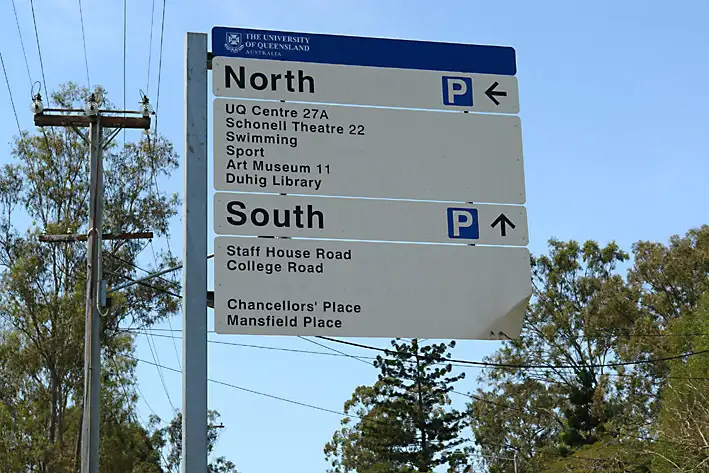 THE UNIVERSITY
OF QUEENSLAND
AUSTRALIA
North P ←
UQ Centre 27A
Schonell Theatre 22
Swimming
Sport
Art Museum 11
Duhig Library
South P ↑
Staff House Road
College Road
Chancellors' Place
Mansfield Place